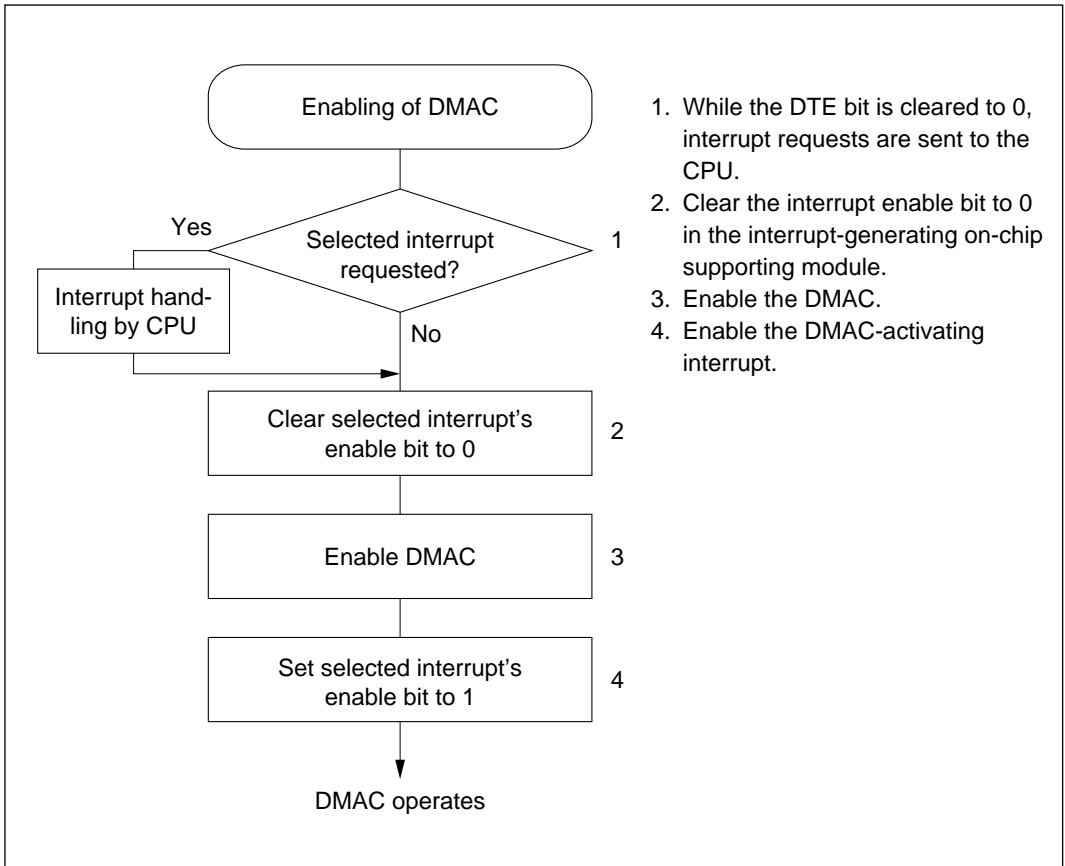 Enabling of DMAC
Selected interrupt
requested?
1
Yes
No
Interrupt hand-
ling by CPU
Clear selected interrupt's
enable bit to 0
2
Enable DMAC
3
Set selected interrupt's
enable bit to 1
4
DMAC operates
1. While the DTE bit is cleared to 0,
interrupt requests are sent to the
CPU.
2. Clear the interrupt enable bit to 0
in the interrupt-generating on-chip
supporting module.
3. Enable the DMAC.
4. Enable the DMAC-activating
interrupt.